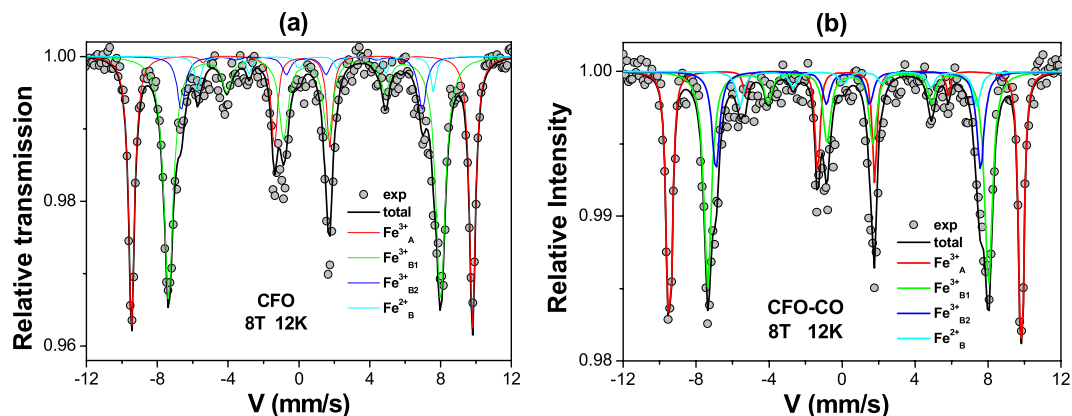 (a)
Relative transmission
1.00
0.98
0.96
-12 -8 -4 0 4 8 12
V (mm/s)
exp
total
Fe³⁺A
Fe³⁺B1
Fe³⁺B2
Fe²⁺B
CFO
8T 12K
(b)
Relative Intensity
1.00
0.99
0.98
-12 -8 -4 0 4 8 12
V (mm/s)
exp
total
Fe³⁺A
Fe³⁺B1
Fe³⁺B2
Fe²⁺B
CFO-CO
8T 12K